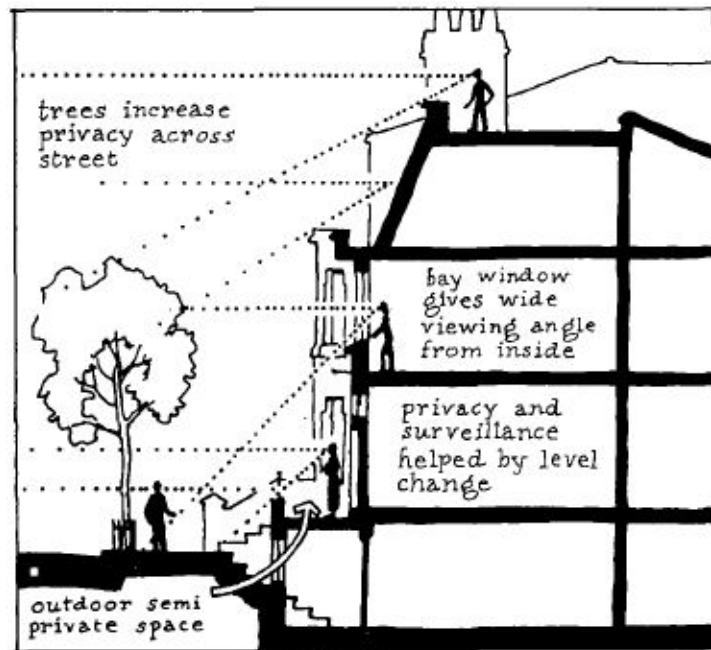 trees increase
privacy across
street
bay window
gives wide
viewing angle
from inside
privacy and
surveillance
helped by level
change
outdoor semi
private space